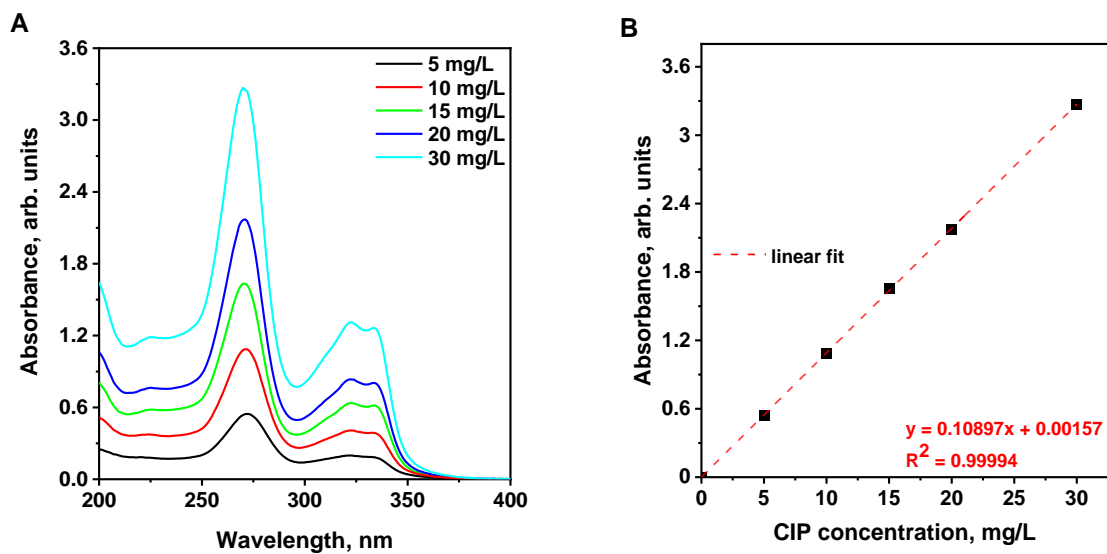 A
Absorbance, arb. units
3.6
3.0
2.4
1.8
1.2
0.6
0.0
200
250
300
350
400
Wavelength, nm
5 mg/L
10 mg/L
15 mg/L
20 mg/L
30 mg/L
B
Absorbance, arb. units
3.6
3
2.4
1.8
1.2
0.6
0
0
5
10
15
20
25
30
CIP concentration, mg/L
linear fit
y = 0.10897x + 0.00157
R² = 0.99994